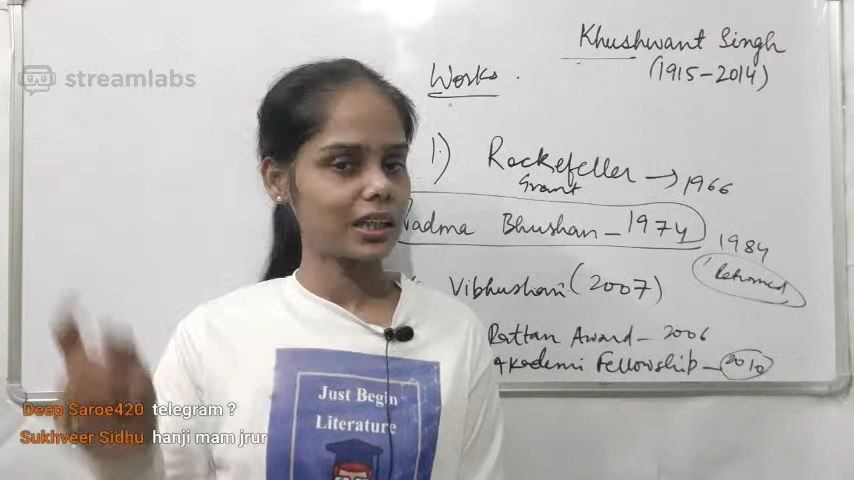 streamlabs
Khushwant Singh
(1915-2014)
Works
1) Rockefeller → 1966
Grant
Padma Bhushan - 1974
1984
Returned
Vibhushan (2007)
Rattan Award - 2006
Akademi Fellowship - 2010
Just Begin
Literature
Deep Saroe420 telegram ?
Sukhveer Sidhu hanji mam jrur